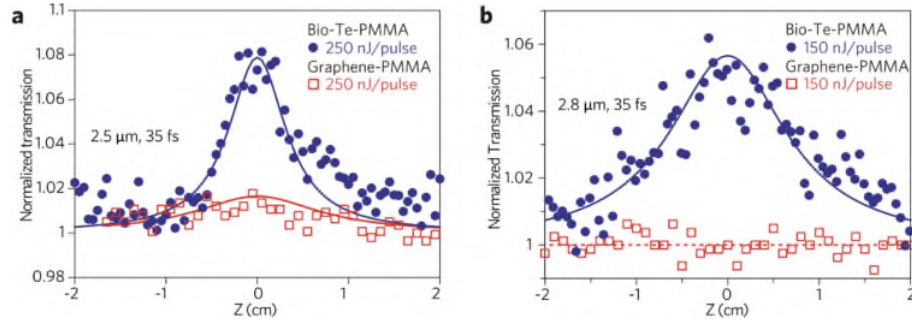 a
1.1
1.08
1.06
1.04
1.02
1
0.98
Normalized transmission
Bio-Te-PMMA
250 nJ/pulse
Graphene-PMMA
250 nJ/pulse
2.5 μm, 35 fs
-2
-1
0
1
2
Z (cm)
b
1.06
1.04
1.02
1
Normalized Transmission
Bio-Te-PMMA
150 nJ/pulse
Graphene-PMMA
150 nJ/pulse
2.8 μm, 35 fs
-2
-1
0
1
2
Z (cm)